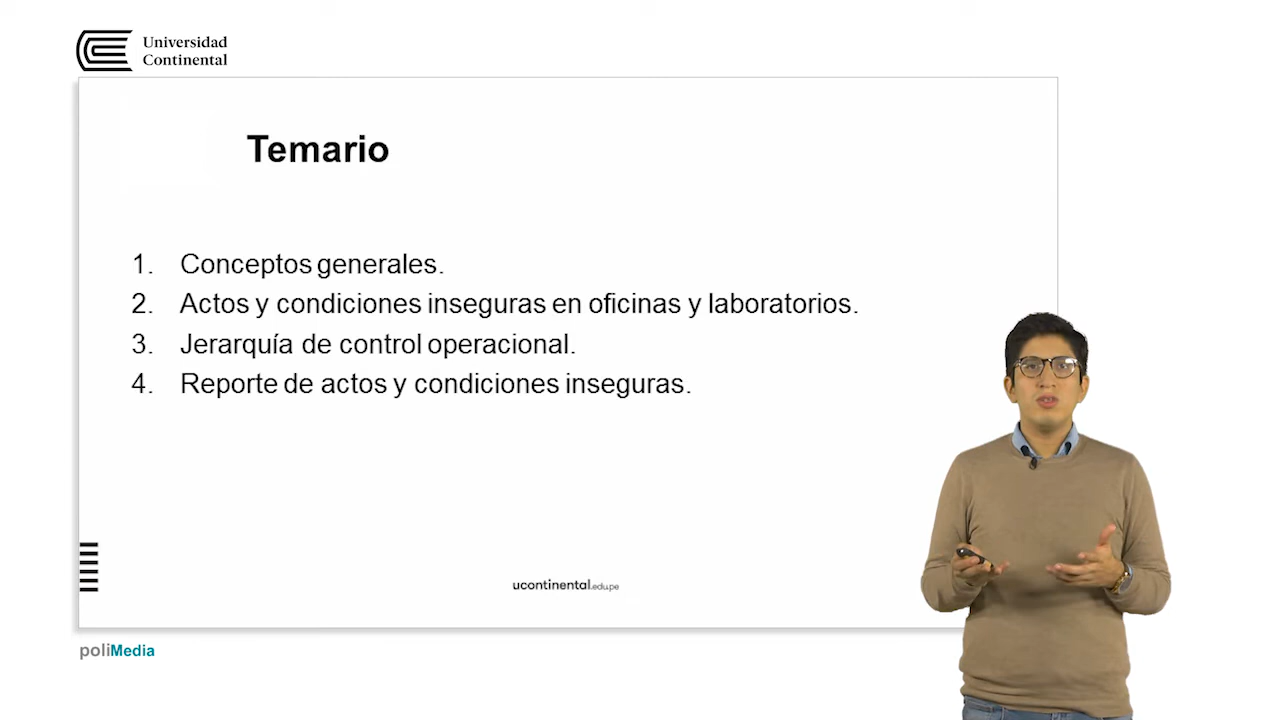 Universidad
Continental
Temario
1. Conceptos generales.
2. Actos y condiciones inseguras en oficinas y laboratorios.
3. Jerarquía de control operacional.
4. Reporte de actos y condiciones inseguras.
ucontinental.edu.pe
poliMedia